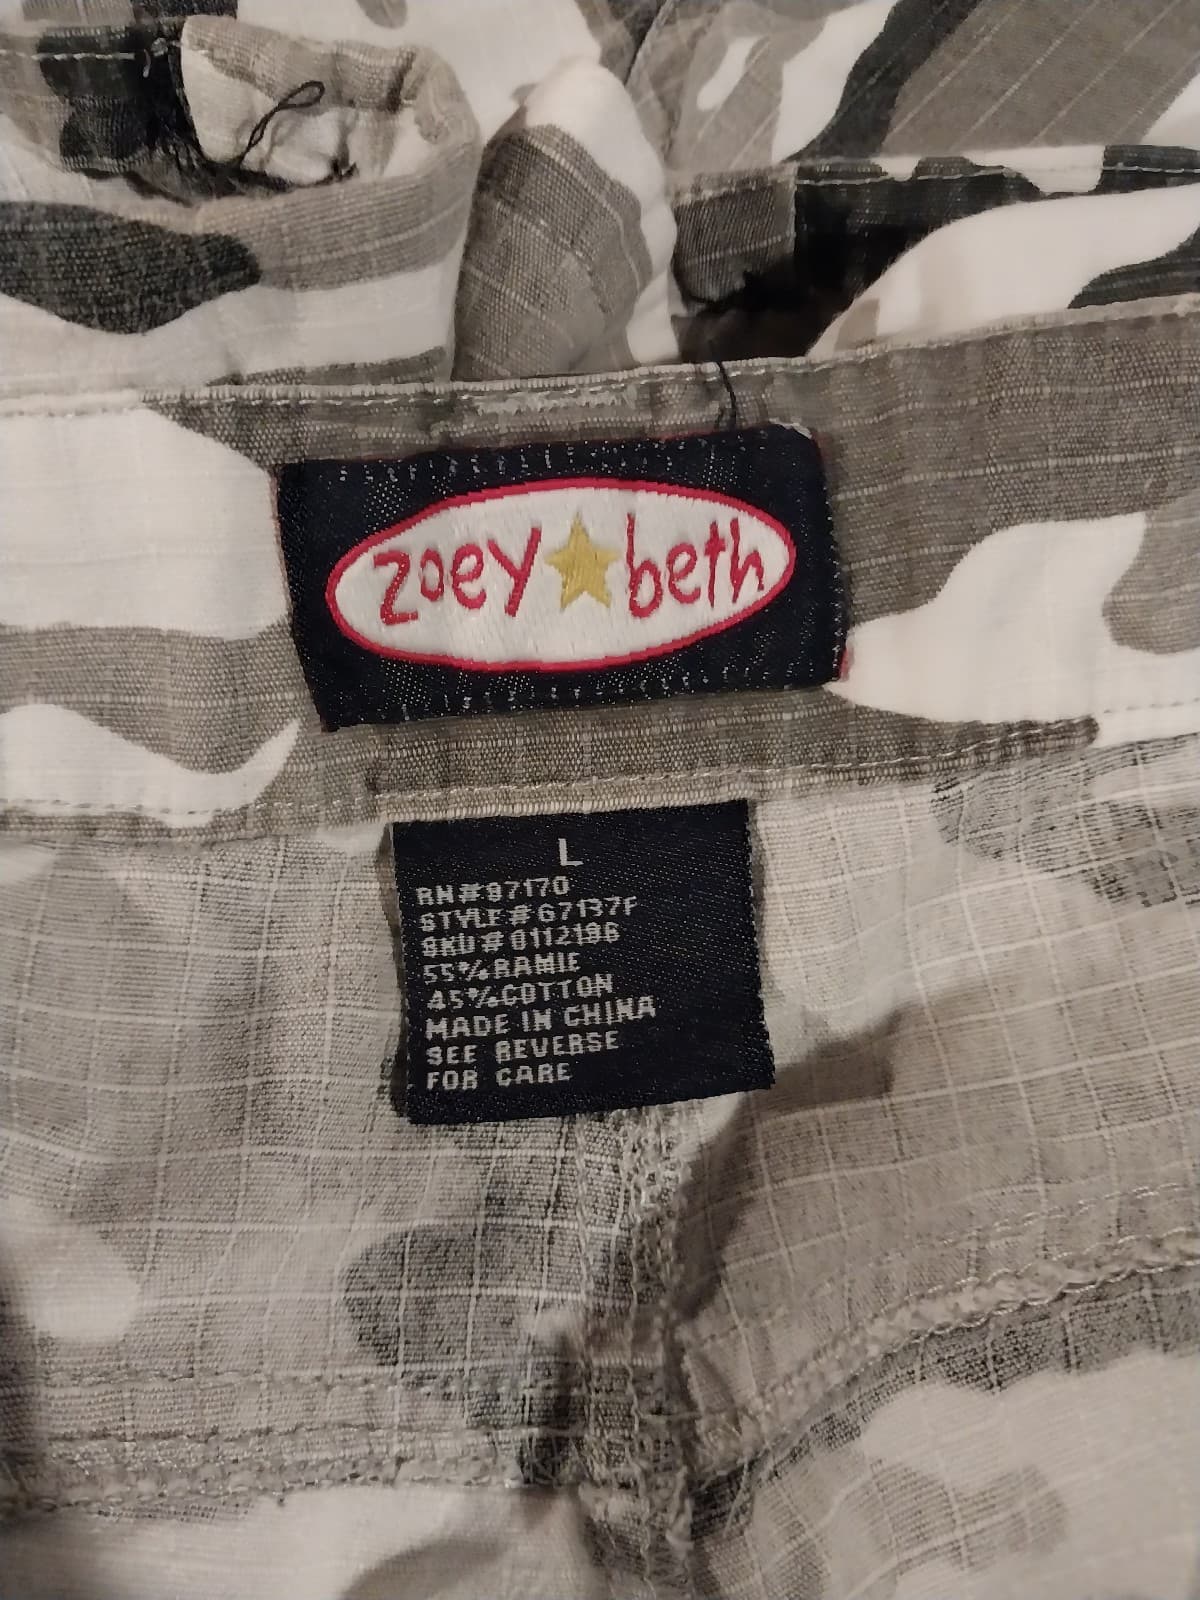 zoey beth
L
RN#97170
STYLE#67137F
SKU#0112196
55%RAMIE
45%COTTON
MADE IN CHINA
SEE REVERSE
FOR CARE